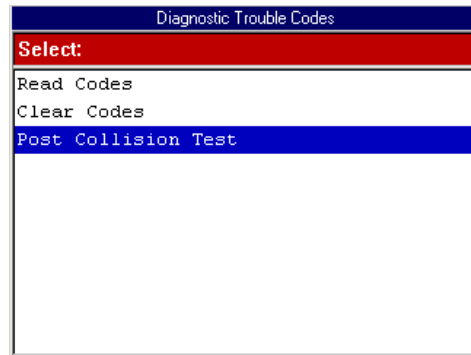 Diagnostic Trouble Codes
Select:
Read Codes
Clear Codes
Post Collision Test